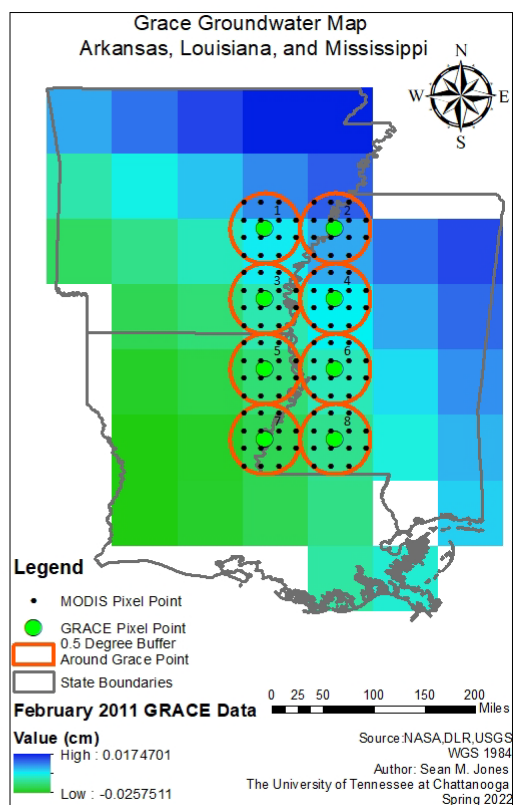 Grace Groundwater Map
Arkansas, Louisiana, and Mississippi
N
W E
S
1 2
3 4
5 6
7 8
Legend
MODIS Pixel Point
GRACE Pixel Point
0.5 Degree Buffer
Around Grace Point
State Boundaries
February 2011 GRACE Data
Value (cm)
High : 0.0174701
Low : -0.0257511
0 25 50 100 150 200
Miles
Source:NASA,DLR,USGS
WGS 1984
Author: Sean M. Jones
The University of Tennessee at Chattanooga
Spring 2022